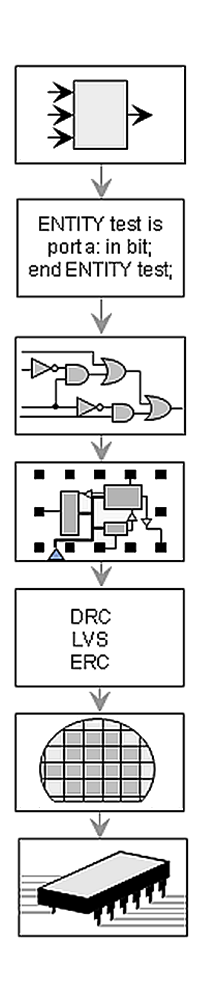 ENTITY test is
port a: in bit;
end ENTITY test;
DRC
LVS
ERC